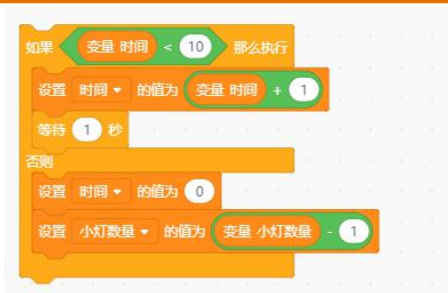 如果 变量 时间 < 10 那么执行
设置 时间 的值为 变量 时间 + 1
等待 1 秒
否则
设置 时间 的值为 0
设置 小灯数量 的值为 变量 小灯数量 - 1